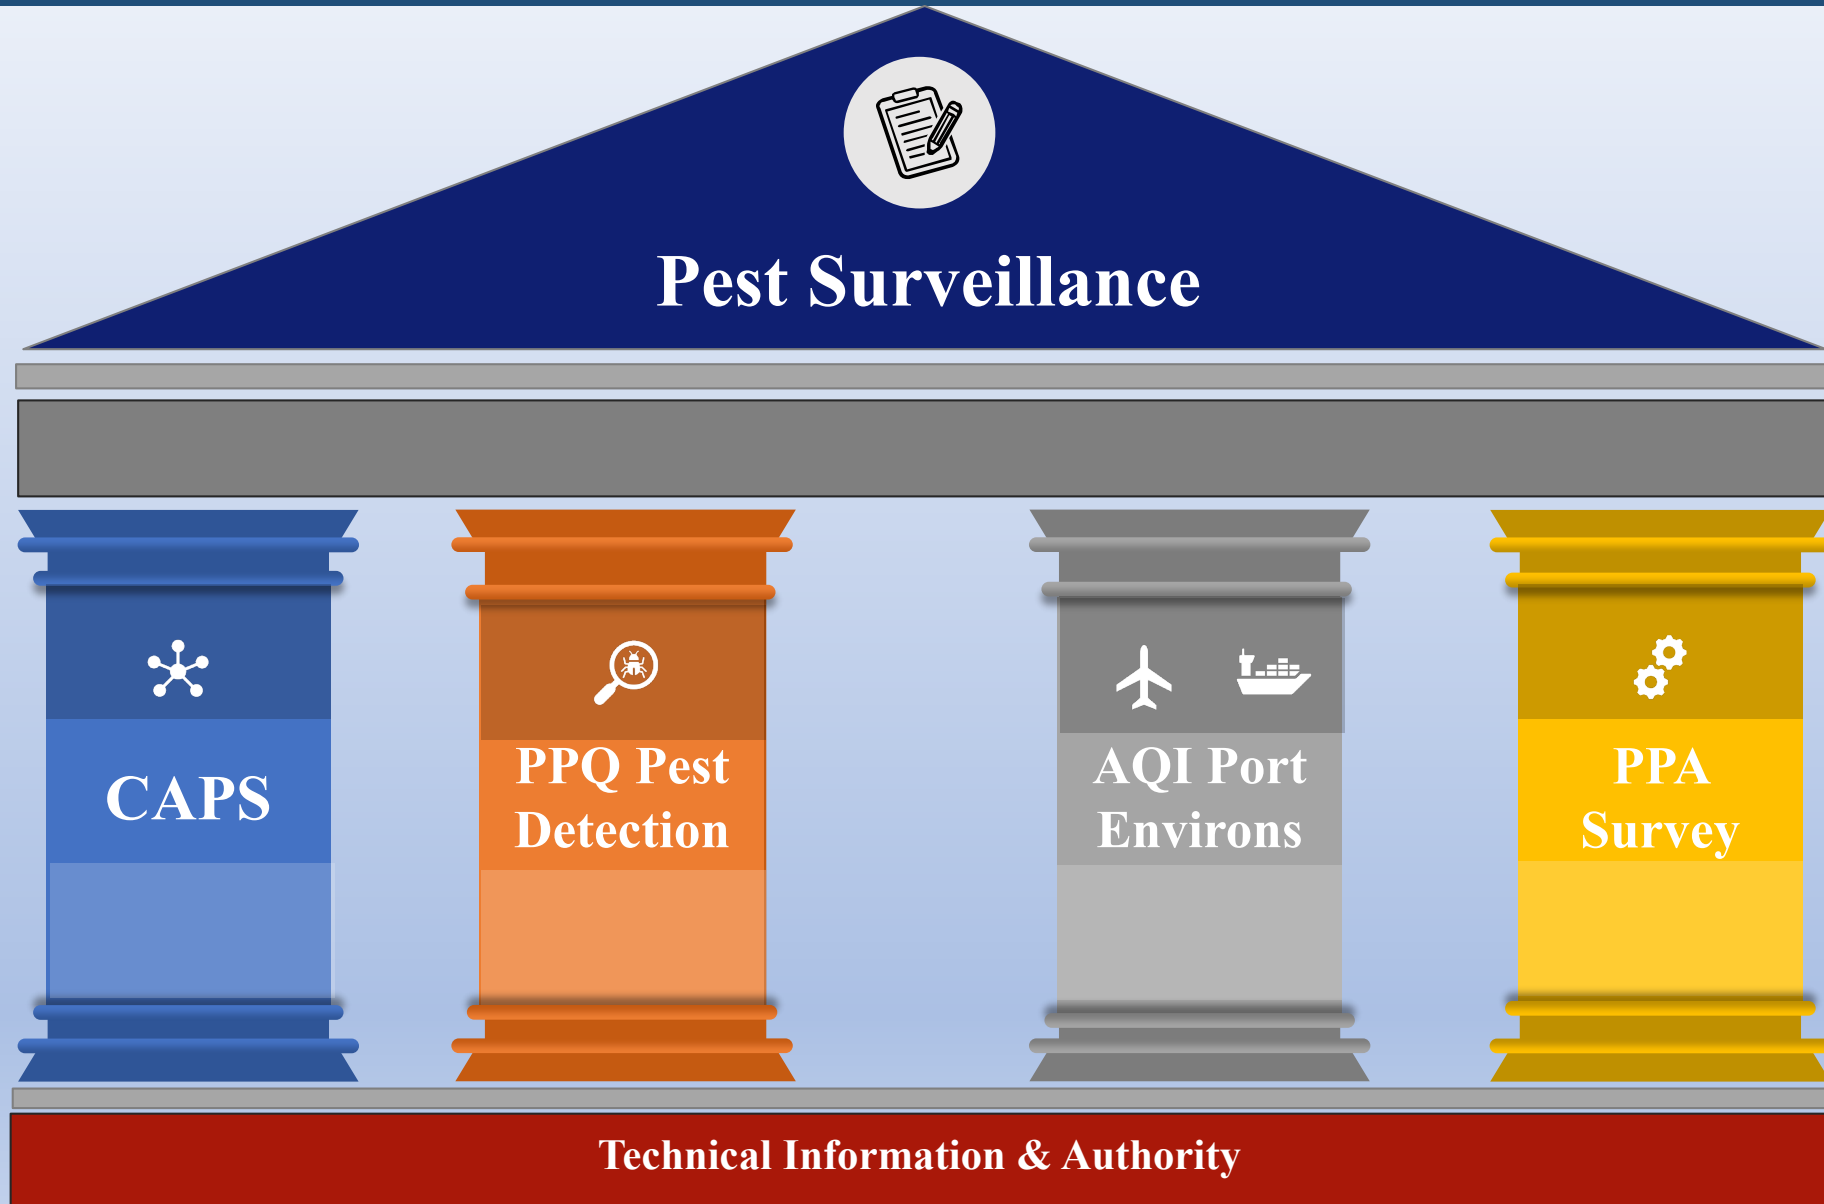 Pest Surveillance
CAPS
PPQ Pest
Detection
AQI Port
Environs
PPA
Survey
Technical Information & Authority